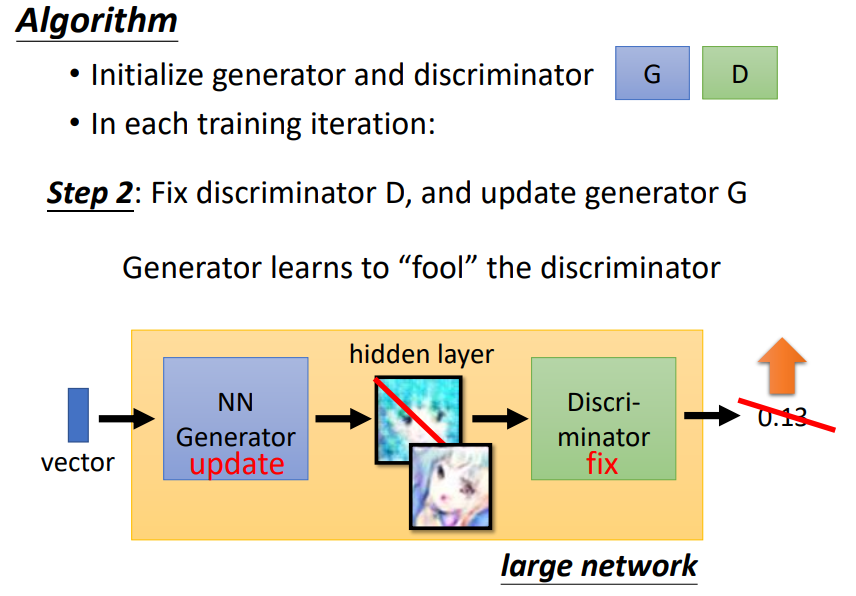 Algorithm
• Initialize generator and discriminator G D
• In each training iteration:
Step 2: Fix discriminator D, and update generator G
Generator learns to “fool” the discriminator
hidden layer
NN
Generator
update
Discri-
minator
fix
0.13
vector
large network